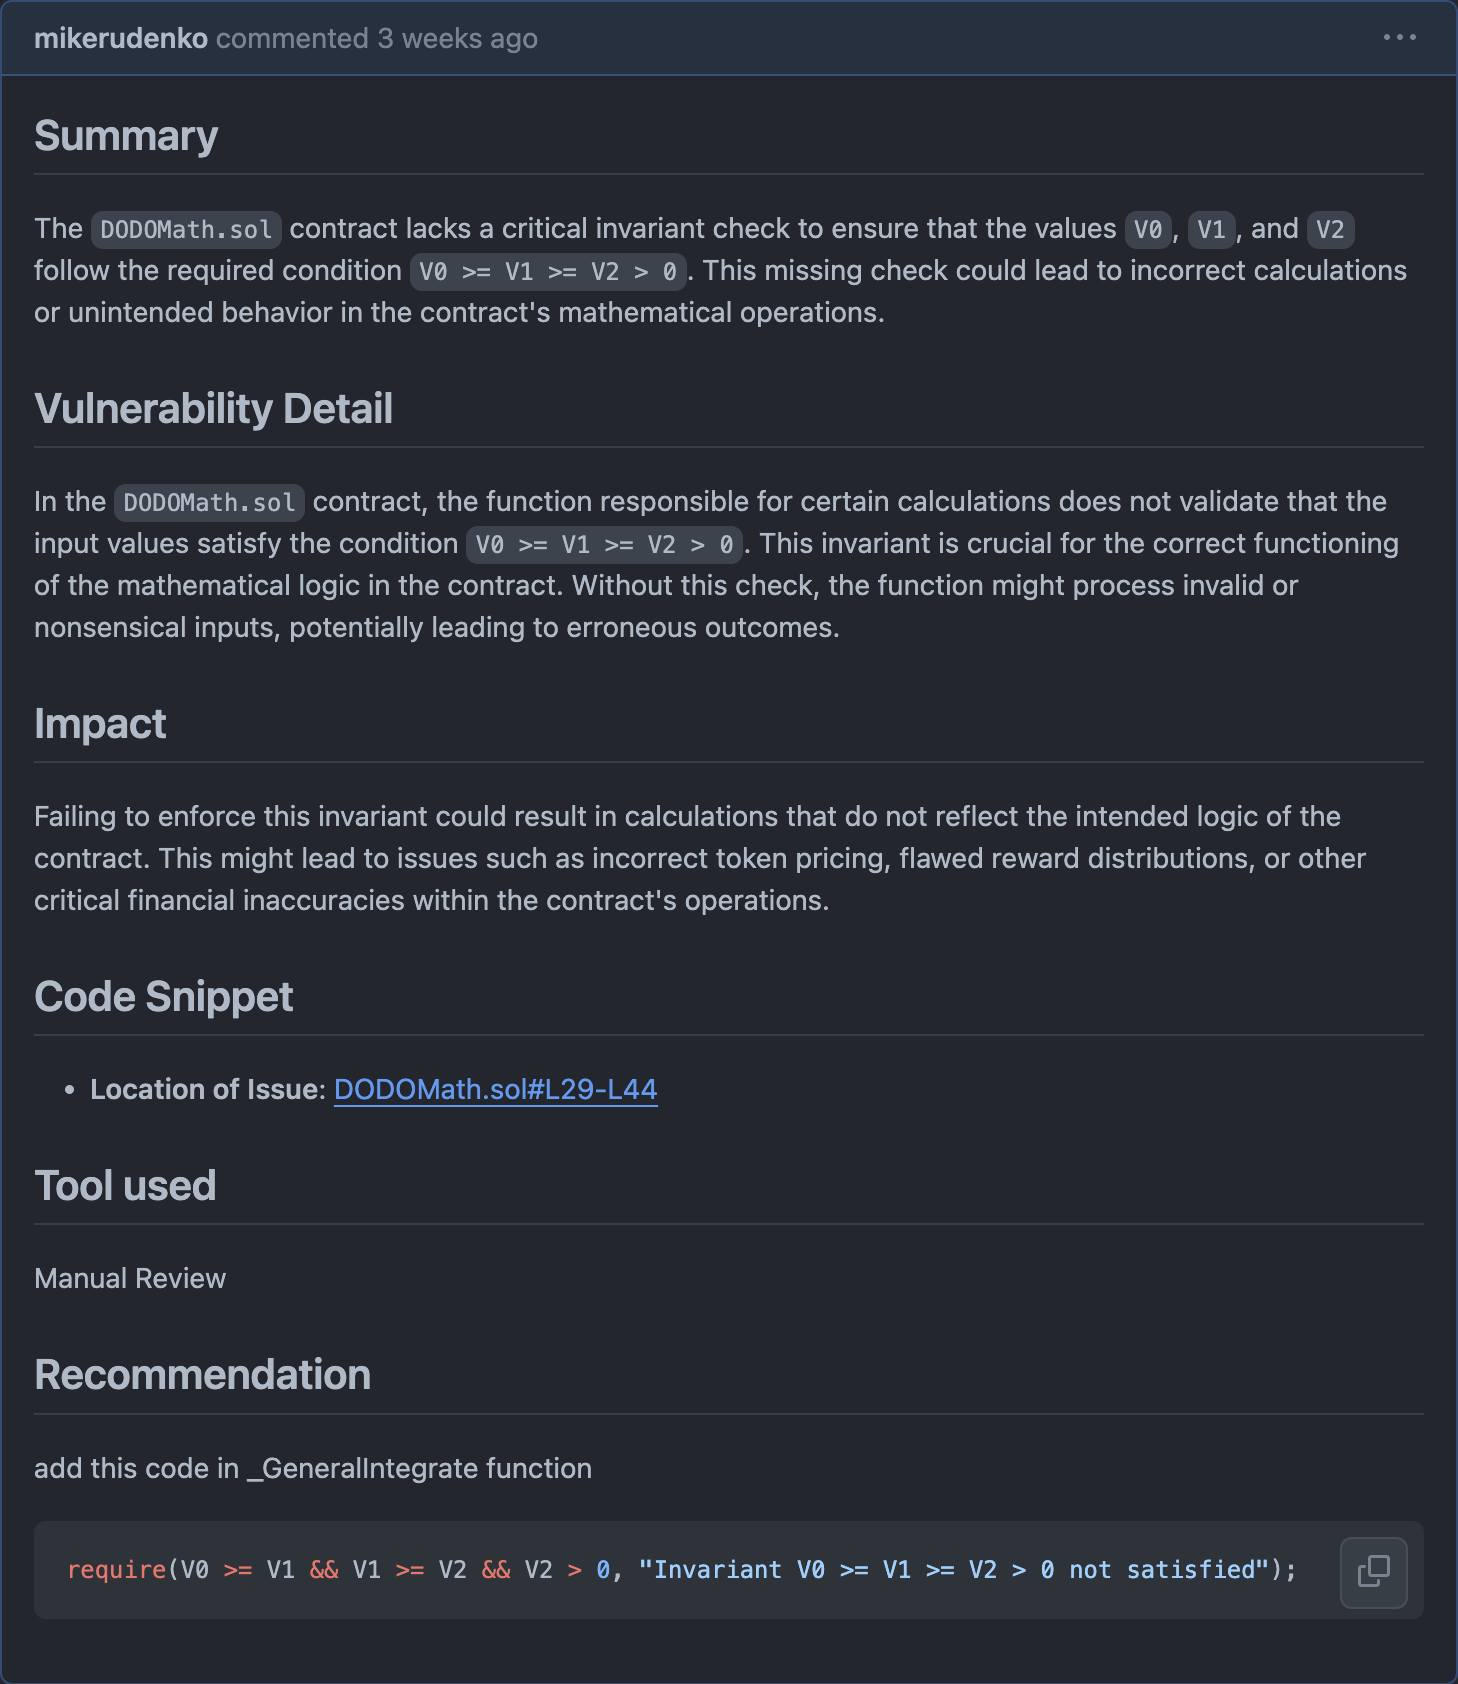 mikerudenko commented 3 weeks ago
Summary
The DODOMath.sol contract lacks a critical invariant check to ensure that the values V0, V1, and V2
follow the required condition V0 >= V1 >= V2 > 0. This missing check could lead to incorrect calculations
or unintended behavior in the contract's mathematical operations.
Vulnerability Detail
In the DODOMath.sol contract, the function responsible for certain calculations does not validate that the
input values satisfy the condition V0 >= V1 >= V2 > 0. This invariant is crucial for the correct functioning
of the mathematical logic in the contract. Without this check, the function might process invalid or
nonsensical inputs, potentially leading to erroneous outcomes.
Impact
Failing to enforce this invariant could result in calculations that do not reflect the intended logic of the
contract. This might lead to issues such as incorrect token pricing, flawed reward distributions, or other
critical financial inaccuracies within the contract's operations.
Code Snippet
• Location of Issue: DODOMath.sol#L29-L44
Tool used
Manual Review
Recommendation
add this code in _GeneralIntegrate function
require(V0 >= V1 && V1 >= V2 && V2 > 0, "Invariant V0 >= V1 >= V2 > 0 not satisfied");